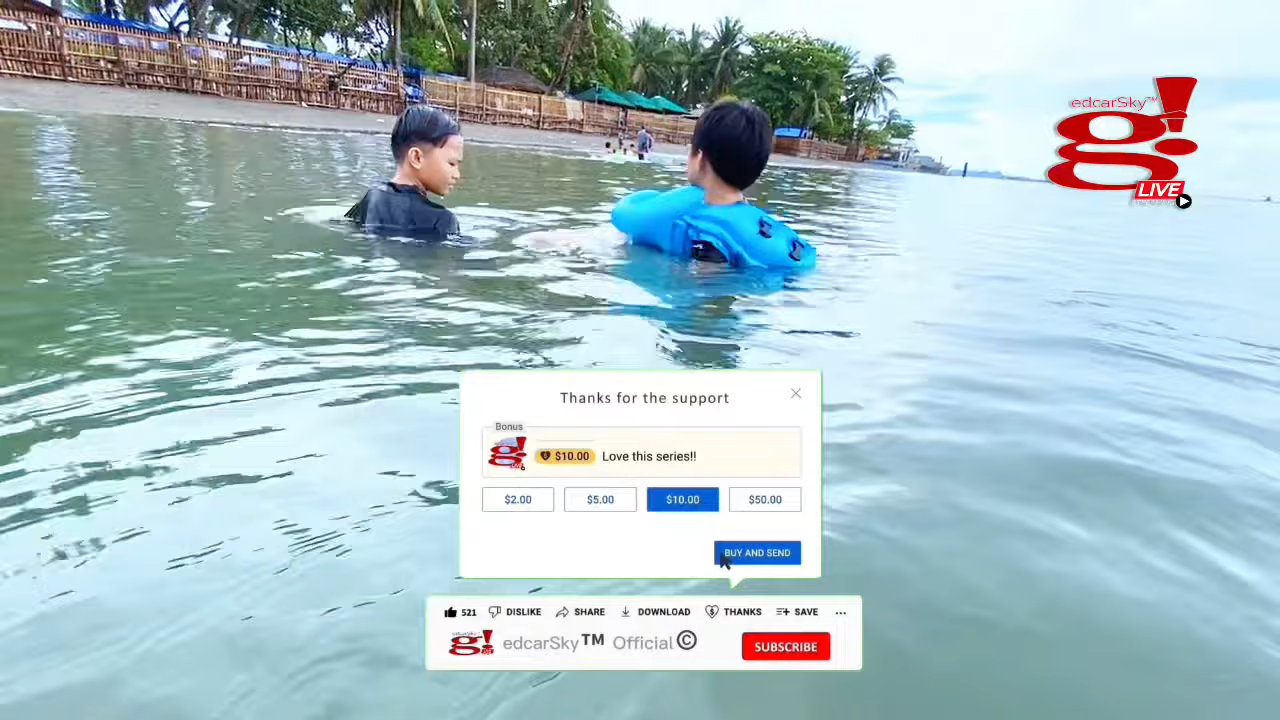 edcarSky™
g!
LIVE
Thanks for the support
Bonus
$10.00 Love this series!!
$2.00 $5.00 $10.00 $50.00
BUY AND SEND
521 DISLIKE SHARE DOWNLOAD THANKS SAVE
g! edcarSky™ Official©
SUBSCRIBE